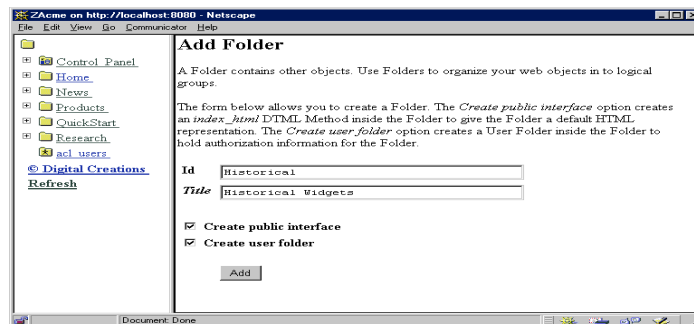 ZAcme on http://localhost:8080 - Netscape
File Edit View Go Communicator Help
Control_Panel
Home
News
Products
QuickStart
Research
acl_users
© Digital Creations
Refresh
Add Folder
A Folder contains other objects. Use Folders to organize your web objects in to logical
groups.
The form below allows you to create a Folder. The Create public interface option creates
an index_html DTML Method inside the Folder to give the Folder a default HTML
representation. The Create user folder option creates a User Folder inside the Folder to
hold authorization information for the Folder.
Id Historical
Title Historical Widgets
Create public interface
Create user folder
Add
Document: Done